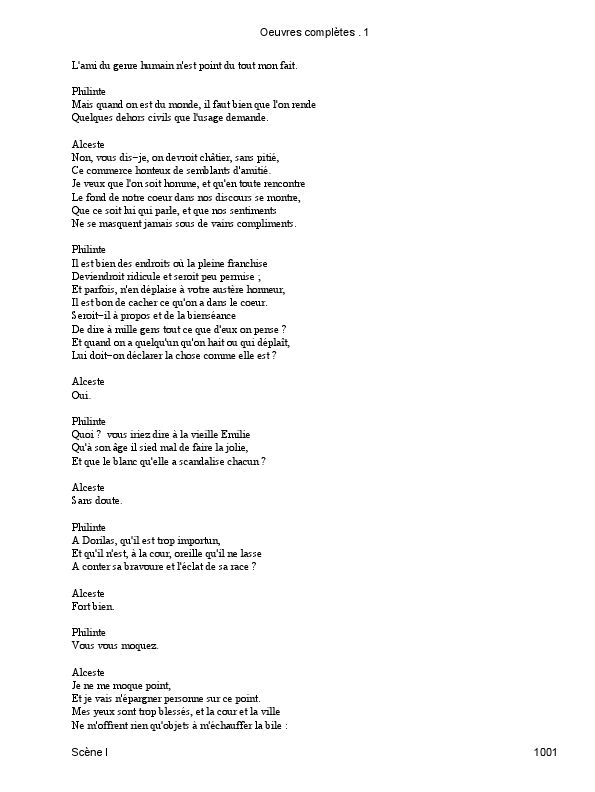 Oeuvres complètes . 1
L'ami du genre humain n'est point du tout mon fait.
Philinte
Mais quand on est du monde, il faut bien que l'on rende
Quelques dehors civils que l'usage demande.
Alceste
Non, vous dis−je, on devroit châtier, sans pitié,
Ce commerce honteux de semblants d'amitié.
Je veux que l'on soit homme, et qu'en toute rencontre
Le fond de notre coeur dans nos discours se montre,
Que ce soit lui qui parle, et que nos sentiments
Ne se masquent jamais sous de vains compliments.
Philinte
Il est bien des endroits où la pleine franchise
Deviendroit ridicule et seroit peu permise ;
Et parfois, n'en déplaise à votre austère honneur,
Il est bon de cacher ce qu'on a dans le coeur.
Seroit−il à propos et de la bienséance
De dire à mille gens tout ce que d'eux on pense ?
Et quand on a quelqu'un qu'on hait ou qui déplaît,
Lui doit−on déclarer la chose comme elle est ?
Alceste
Oui.
Philinte
Quoi ?  vous iriez dire à la vieille Emilie
Qu'à son âge il sied mal de faire la jolie,
Et que le blanc qu'elle a scandalise chacun ?
Alceste
Sans doute.
Philinte
A Dorilas, qu'il est trop importun,
Et qu'il n'est, à la cour, oreille qu'il ne lasse
A conter sa bravoure et l'éclat de sa race ?
Alceste
Fort bien.
Philinte
Vous vous moquez.
Alceste
Je ne me moque point,
Et je vais n'épargner personne sur ce point.
Mes yeux sont trop blessés, et la cour et la ville
Ne m'offrent rien qu'objets à m'échauffer la bile :
Scène I 1001